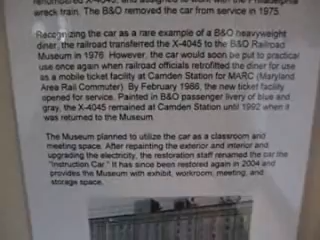 renumbered X-4045, and assigned to work with the Philadelphia
wreck train. The B&O removed the car from service in 1975.
Recognizing the car as a rare example of a B&O heavyweight
diner, the railroad transferred the X-4045 to the B&O Railroad
Museum in 1976. However, the car would soon be put to practical
use once again when railroad officials retrofitted the diner for use
as a mobile ticket facility at Camden Station for MARC (Maryland
Area Rail Commuter). By February 1986, the new ticket facility
opened for service. Painted in B&O passenger livery of blue and
gray, the X-4045 remained at Camden Station until 1992 when it
was returned to the Museum.
The Museum planned to utilize the car as a classroom and
meeting space. After repainting the exterior and interior and
upgrading the electricity, the restoration staff renamed the car the
"Instruction Car." It has since been restored again in 2004 and
provides the Museum with exhibit, workroom, meeting, and
storage space.